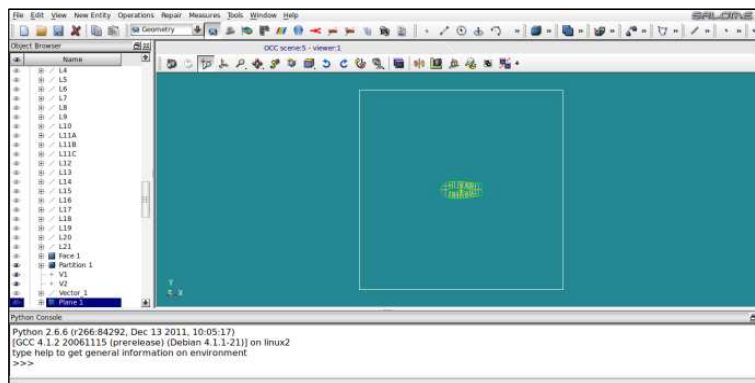 File Edit View New Entity Operations Repair Measures Tools Window Help
SALOME
Geometry
Object Browser
OCC scene:5 - viewer:1
Name
L4
L5
L6
L7
L8
L9
L10
L11A
L11B
L11C
L12
L13
L14
L15
L16
L17
L18
L19
L20
L21
Face 1
Partition 1
V1
V2
Vector_1
Plane 1
Y
X
Python Console
Python 2.6.6 (r266:84292, Dec 13 2011, 10:05:17)
[GCC 4.1.2 20061115 (prerelease) (Debian 4.1.1-21)] on linux2
type help to get general information on environment
>>>